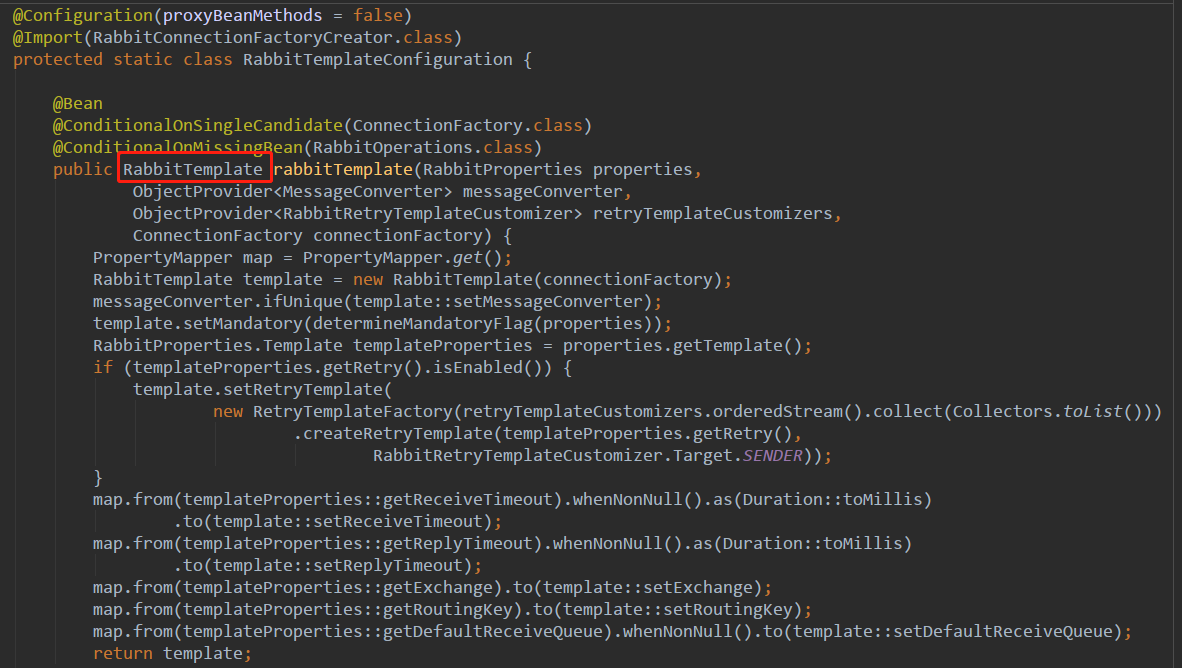 @Configuration(proxyBeanMethods = false)
@Import(RabbitConnectionFactoryCreator.class)
protected static class RabbitTemplateConfiguration {
@Bean
@ConditionalOnSingleCandidate(ConnectionFactory.class)
@ConditionalOnMissingBean(RabbitOperations.class)
public RabbitTemplate rabbitTemplate(RabbitProperties properties,
ObjectProvider<MessageConverter> messageConverter,
ObjectProvider<RabbitRetryTemplateCustomizer> retryTemplateCustomizers,
ConnectionFactory connectionFactory) {
PropertyMapper map = PropertyMapper.get();
RabbitTemplate template = new RabbitTemplate(connectionFactory);
messageConverter.ifUnique(template::setMessageConverter);
template.setMandatory(determineMandatoryFlag(properties));
RabbitProperties.Template templateProperties = properties.getTemplate();
if (templateProperties.getRetry().isEnabled()) {
template.setRetryTemplate(
new RetryTemplateFactory(retryTemplateCustomizers.orderedStream().collect(Collectors.toList()))
.createRetryTemplate(templateProperties.getRetry(),
RabbitRetryTemplateCustomizer.Target.SENDER));
}
map.from(templateProperties::getReceiveTimeout).whenNonNull().as(Duration::toMillis)
.to(template::setReceiveTimeout);
map.from(templateProperties::getReplyTimeout).whenNonNull().as(Duration::toMillis)
.to(template::setReplyTimeout);
map.from(templateProperties::getExchange).to(template::setExchange);
map.from(templateProperties::getRoutingKey).to(template::setRoutingKey);
map.from(templateProperties::getDefaultReceiveQueue).whenNonNull().to(template::setDefaultReceiveQueue);
return template;